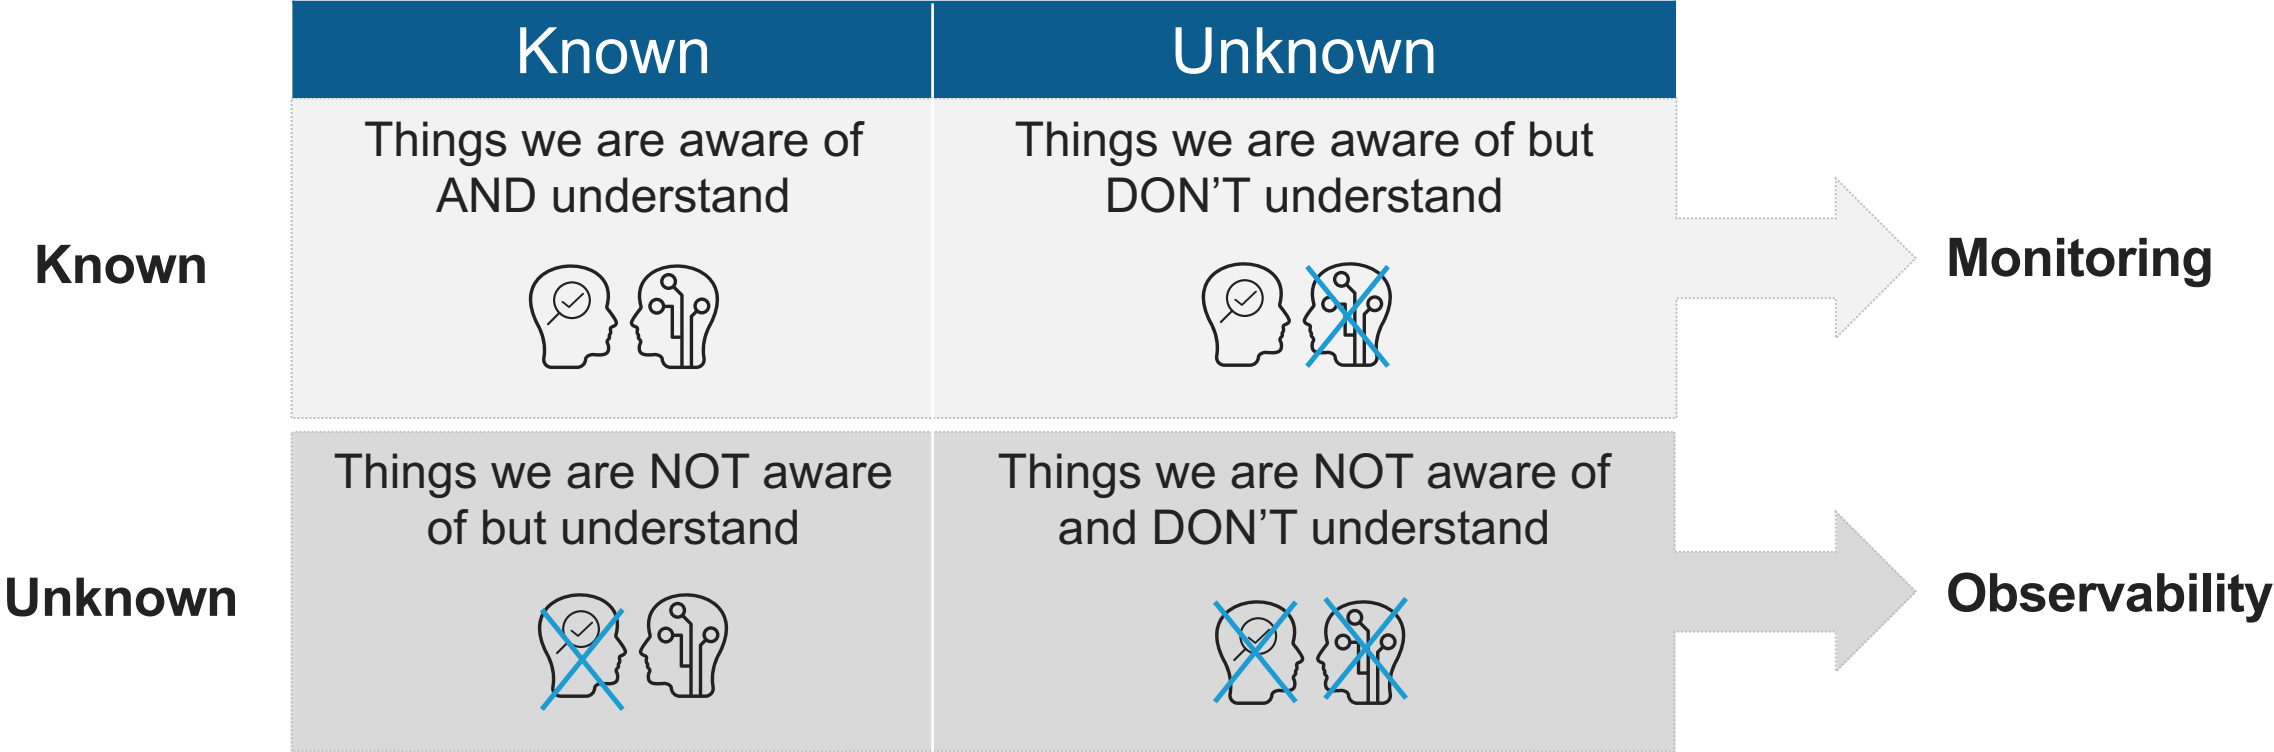 Known
Unknown
Known
Things we are aware of
AND understand
Things we are aware of but
DON’T understand
Monitoring
Unknown
Things we are NOT aware
of but understand
Things we are NOT aware of
and DON’T understand
Observability